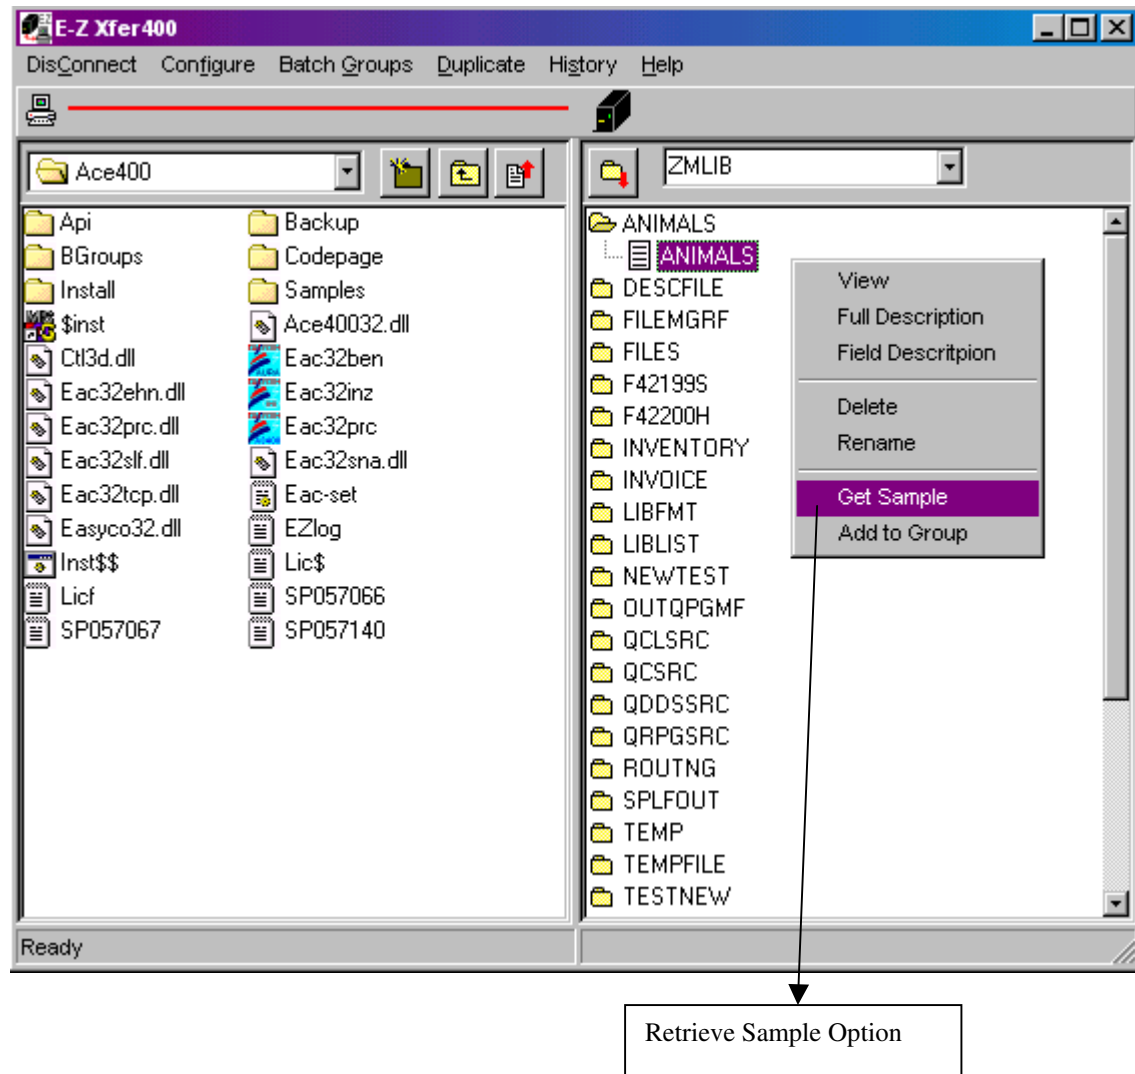 E-Z Xfer400
DisConnect Configure Batch Groups Duplicate History Help
Ace400
ZMLIB
Api
Backup
BGroups
Codepage
Install
Samples
$inst
Ace40032.dll
Ctl3d.dll
Eac32ben
Eac32ehn.dll
Eac32inz
Eac32prc.dll
Eac32prc
Eac32slf.dll
Eac32sna.dll
Eac32tcp.dll
Eac-set
Easyco32.dll
EZlog
Inst$$
Lic$
Licf
SP057066
SP057067
SP057140
ANIMALS
ANIMALS
DESCFILE
FILEMGRF
FILES
F42199S
F42200H
INVENTORY
INVOICE
LIBFMT
LIBLIST
NEWTEST
OUTQPGMF
QCLSRC
QCSRC
QDDSSRC
QRPGSRC
ROUTNG
SPLFOUT
TEMP
TEMPFILE
TESTNEW
View
Full Description
Field Descritpion
Delete
Rename
Get Sample
Add to Group
Ready
Retrieve Sample Option